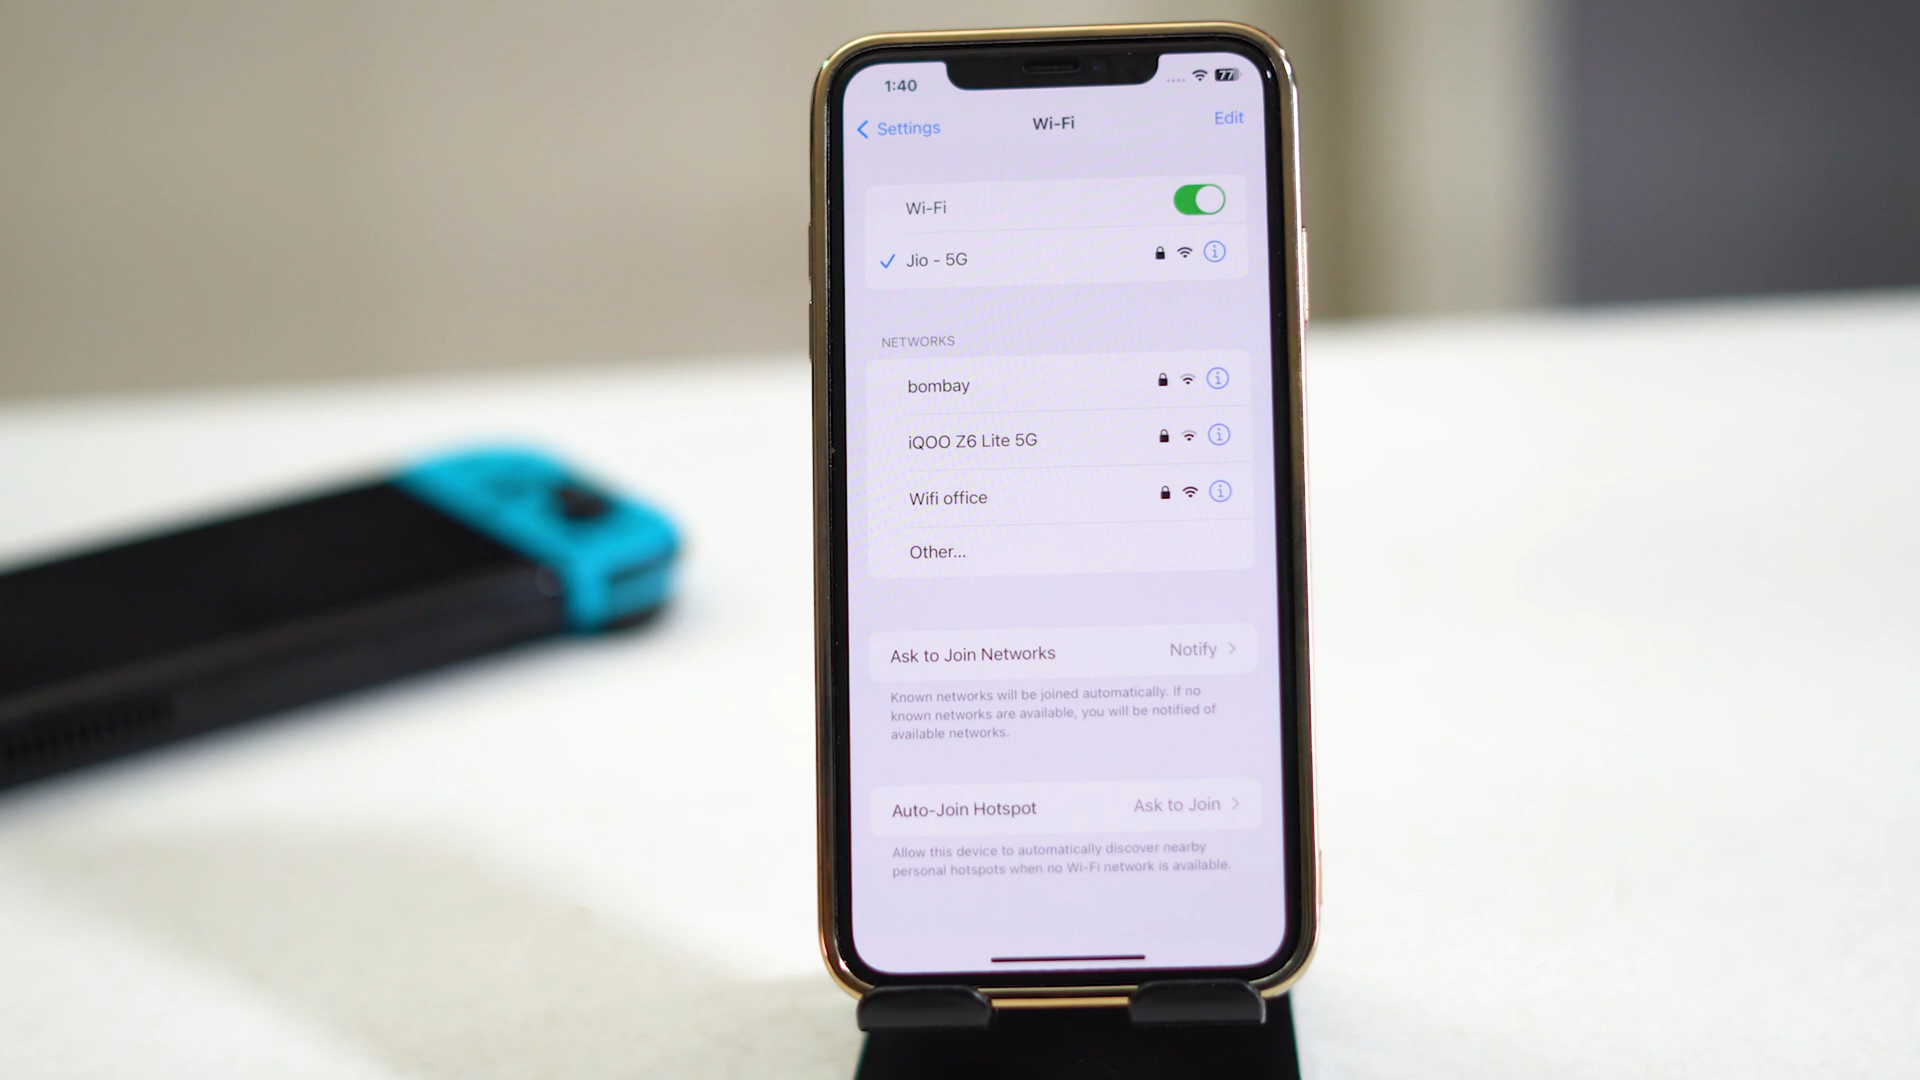 1:40
77
Settings
Wi-Fi
Edit
Wi-Fi
Jio - 5G
NETWORKS
bombay
iQOO Z6 Lite 5G
Wifi office
Other...
Ask to Join Networks Notify
Known networks will be joined automatically. If no
known networks are available, you will be notified of
available networks.
Auto-Join Hotspot Ask to Join
Allow this device to automatically discover nearby
personal hotspots when no Wi-Fi network is available.